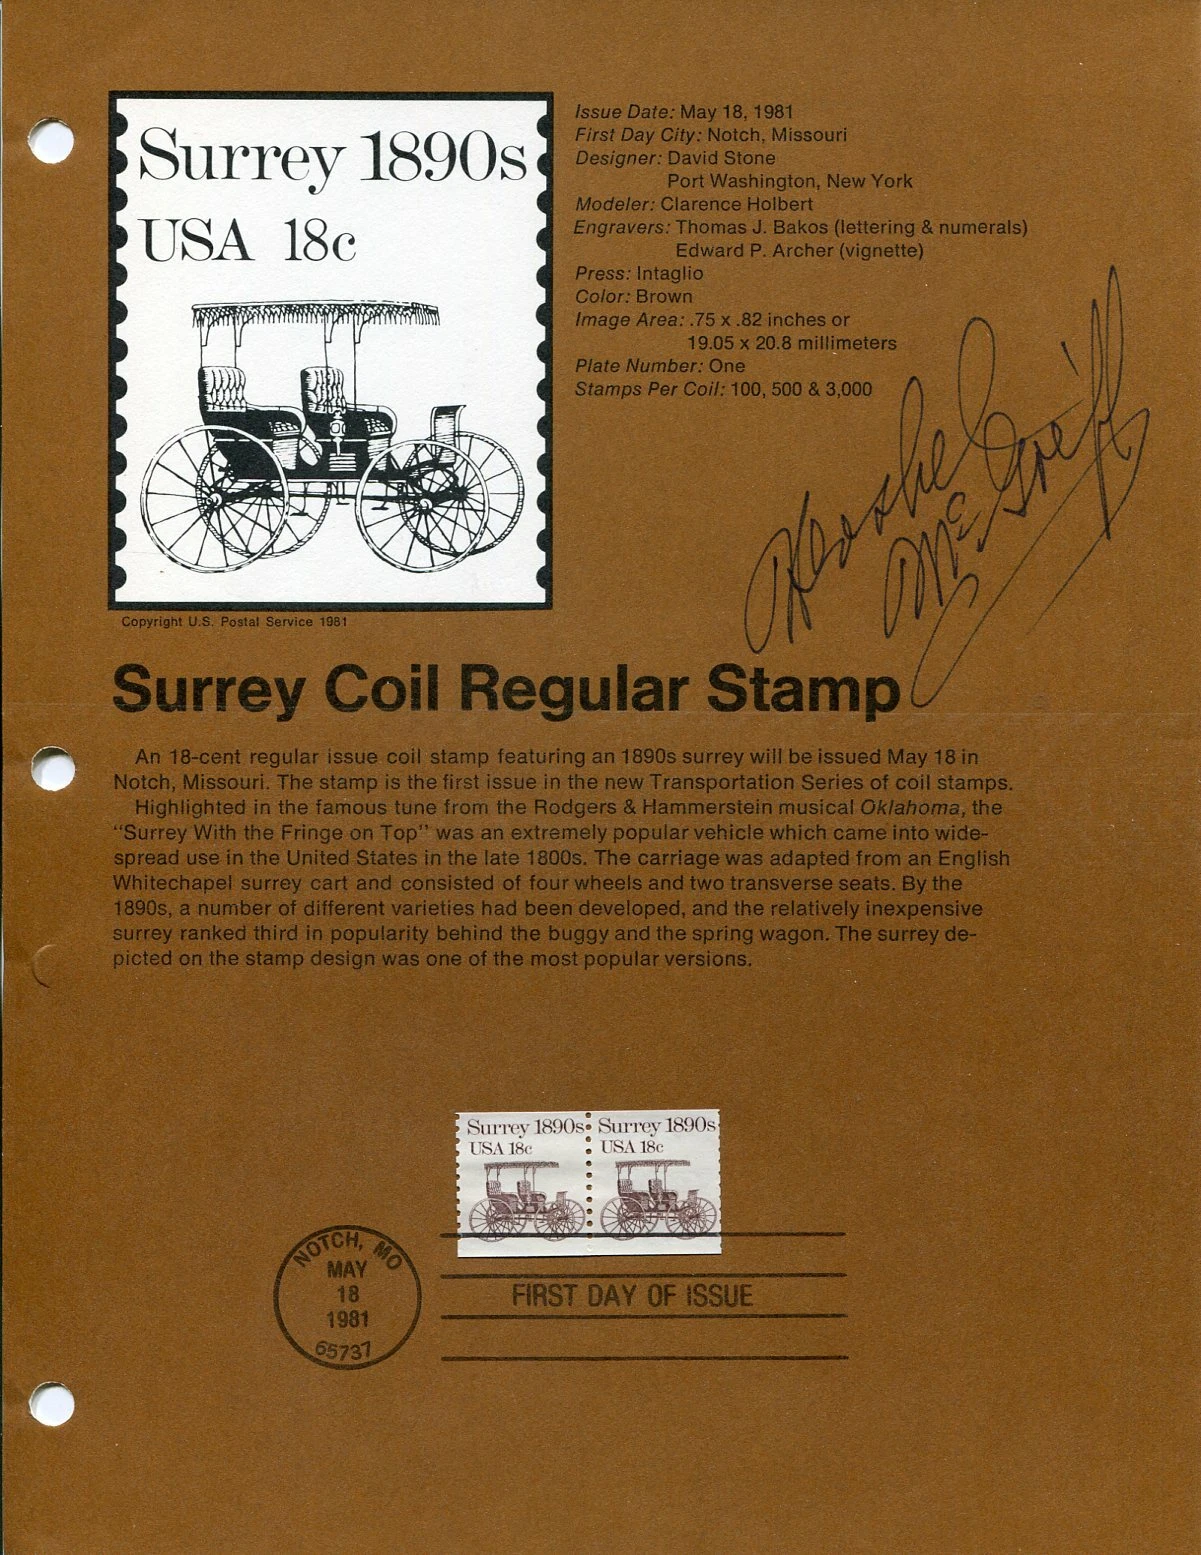 Surrey 1890s
USA 18c
Copyright U.S. Postal Service 1981
Issue Date: May 18, 1981
First Day City: Notch, Missouri
Designer: David Stone
Port Washington, New York
Modeler: Clarence Holbert
Engravers: Thomas J. Bakos (lettering & numerals)
Edward P. Archer (vignette)
Press: Intaglio
Color: Brown
Image Area: .75 x .82 inches or
19.05 x 20.8 millimeters
Plate Number: One
Stamps Per Coil: 100, 500 & 3,000
Hershel
McGriff
Surrey Coil Regular Stamp
An 18-cent regular issue coil stamp featuring an 1890s surrey will be issued May 18 in
Notch, Missouri. The stamp is the first issue in the new Transportation Series of coil stamps.
Highlighted in the famous tune from the Rodgers & Hammerstein musical Oklahoma, the
“Surrey With the Fringe on Top” was an extremely popular vehicle which came into wide-
spread use in the United States in the late 1800s. The carriage was adapted from an English
Whitechapel surrey cart and consisted of four wheels and two transverse seats. By the
1890s, a number of different varieties had been developed, and the relatively inexpensive
surrey ranked third in popularity behind the buggy and the spring wagon. The surrey de-
picted on the stamp design was one of the most popular versions.
Surrey 1890s
USA 18c
Surrey 1890s
USA 18c
NOTCH, MO
MAY
18
1981
65737
FIRST DAY OF ISSUE